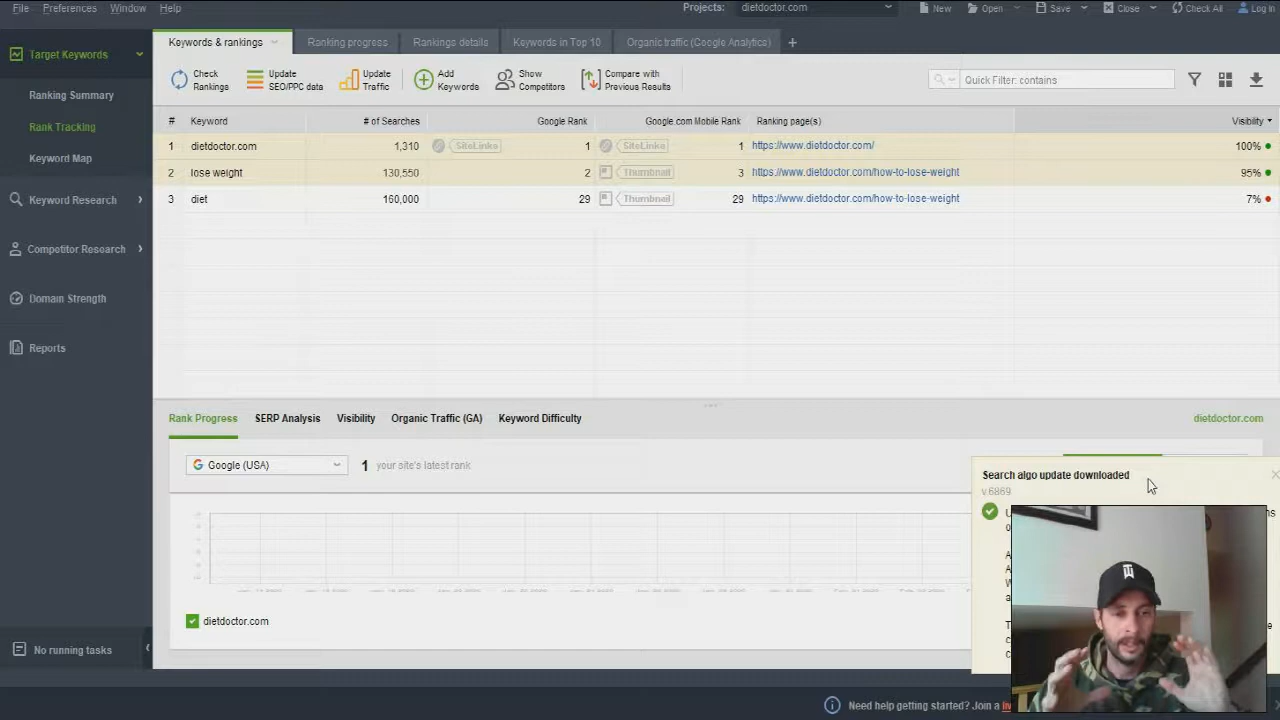 File Preferences Window Help Projects: dietdoctor.com New Open Save Close Check All Log In
Target Keywords
Ranking Summary
Rank Tracking
Keyword Map
Keyword Research
Competitor Research
Domain Strength
Reports
No running tasks
Keywords & rankings Ranking progress Rankings details Keywords in Top 10 Organic traffic (Google Analytics) +
Check Rankings
Update SEO/PPC data
Update Traffic
Add Keywords
Show Competitors
Compare with Previous Results
Quick Filter: contains
# Keyword # of Searches Google Rank Google.com Mobile Rank Ranking page(s) Visibility
1 dietdoctor.com 1,310 SiteLinks 1 SiteLinks 1 https://www.dietdoctor.com/ 100%
2 lose weight 130,550 2 Thumbnail 3 https://www.dietdoctor.com/how-to-lose-weight 95%
3 diet 160,000 29 Thumbnail 29 https://www.dietdoctor.com/how-to-lose-weight 7%
Rank Progress SERP Analysis Visibility Organic Traffic (GA) Keyword Difficulty dietdoctor.com
Google (USA) 1 your site's latest rank
dietdoctor.com
Search algo update downloaded
v.6869
Need help getting started? Join a